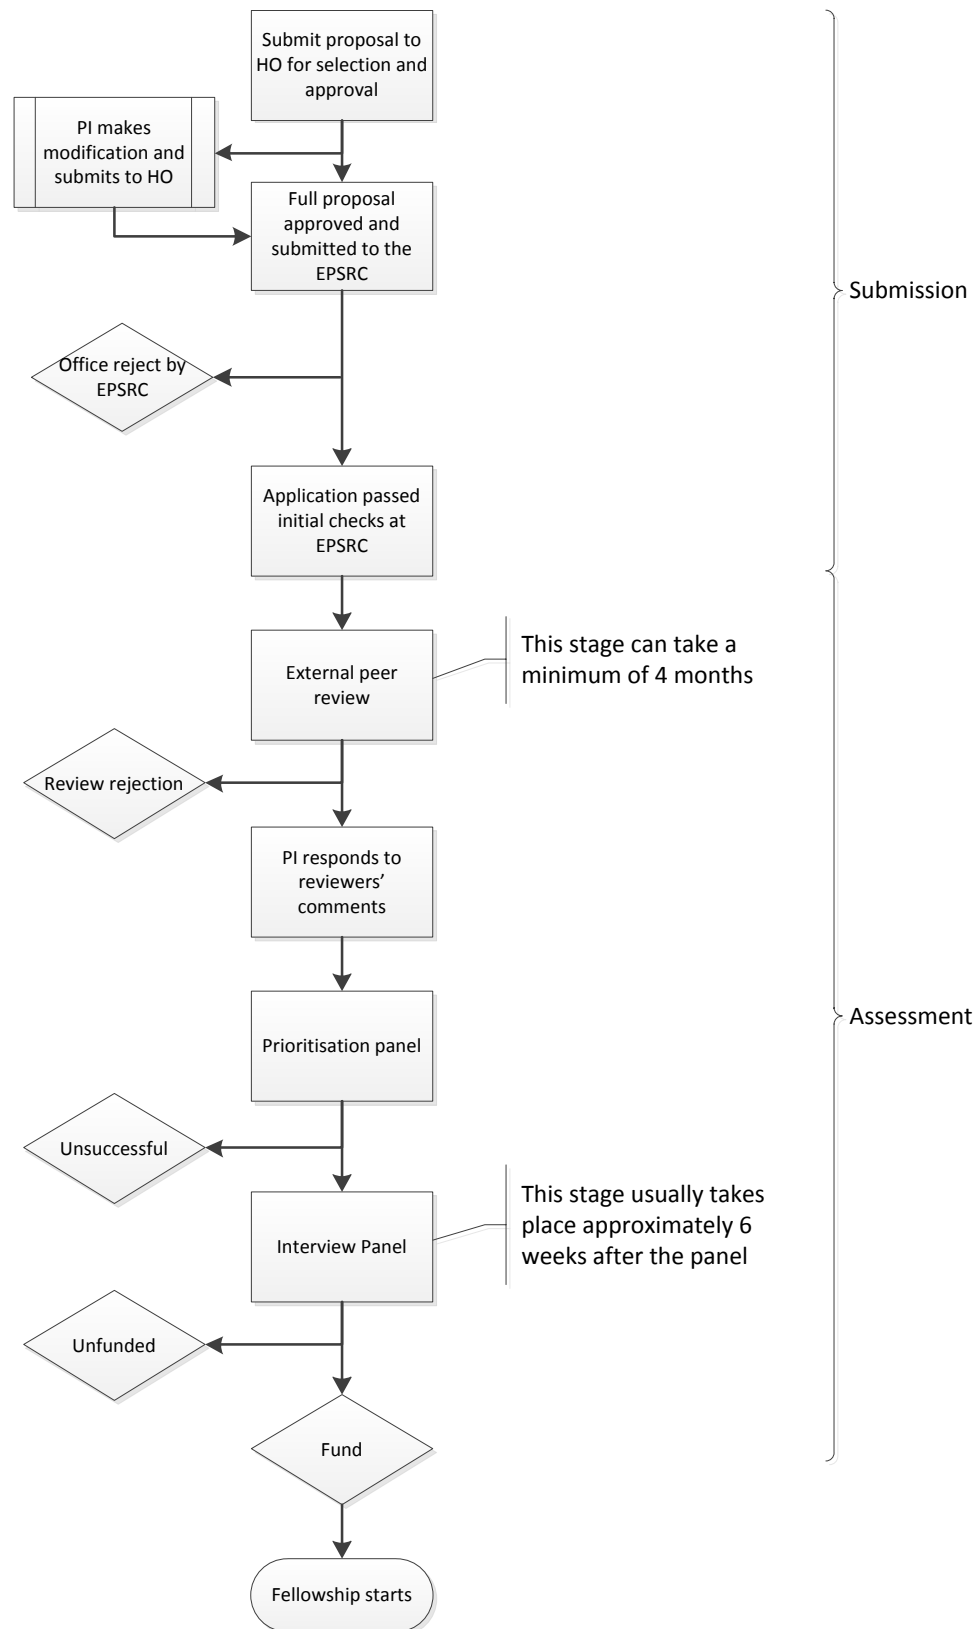 Submit proposal to
HO for selection and
approval
PI makes
modification and
submits to HO
Full proposal
approved and
submitted to the
EPSRC
Submission
Office reject by
EPSRC
Application passed
initial checks at
EPSRC
External peer
review
This stage can take a
minimum of 4 months
Review rejection
PI responds to
reviewers’
comments
Prioritisation panel
Assessment
Unsuccessful
Interview Panel
This stage usually takes
place approximately 6
weeks after the panel
Unfunded
Fund
Fellowship starts